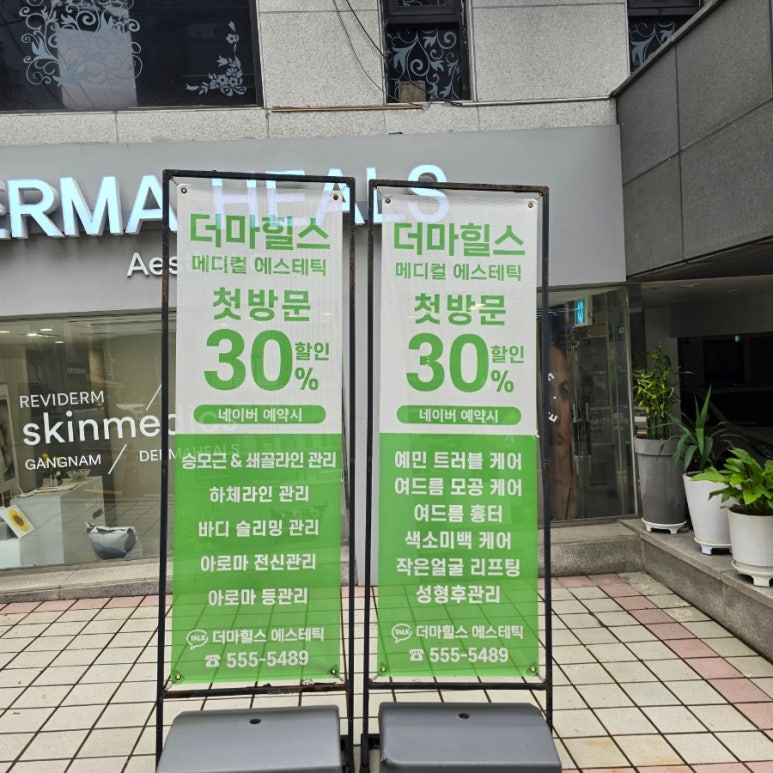 ERMA HEALS
Aes
REVIDERM
skinmedics
GANGNAM / DERMAHEALS
더마힐스
메디컬 에스테틱
첫방문
30% 할인
네이버 예약시
승모근 & 쇄골라인 관리
하체라인 관리
바디 슬리밍 관리
아로마 전신관리
아로마 등관리
TALK 더마힐스 에스테틱
☎ 555-5489
더마힐스
메디컬 에스테틱
첫방문
30% 할인
네이버 예약시
예민 트러블 케어
여드름 모공 케어
여드름 흉터
색소미백 케어
작은얼굴 리프팅
성형후관리
TALK 더마힐스 에스테틱
☎ 555-5489